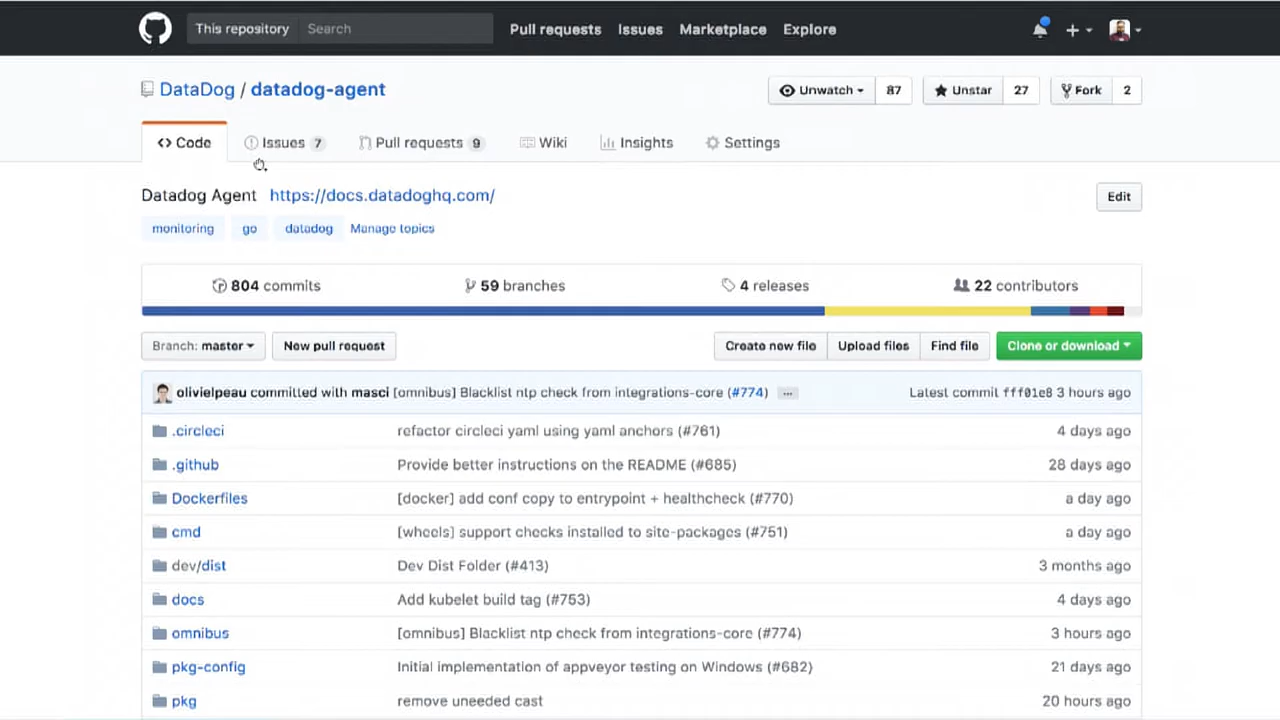 This repository Search Pull requests Issues Marketplace Explore
DataDog / datadog-agent Unwatch 87 Unstar 27 Fork 2
Code Issues 7 Pull requests 9 Wiki Insights Settings
Datadog Agent https://docs.datadoghq.com/ Edit
monitoring go datadog Manage topics
804 commits 59 branches 4 releases 22 contributors
Branch: master New pull request Create new file Upload files Find file Clone or download
olivielpeau committed with masci [omnibus] Blacklist ntp check from integrations-core (#774) ... Latest commit fff01e8 3 hours ago
.circleci refactor circleci yaml using yaml anchors (#761) 4 days ago
.github Provide better instructions on the README (#685) 28 days ago
Dockerfiles [docker] add conf copy to entrypoint + healthcheck (#770) a day ago
cmd [wheels] support checks installed to site-packages (#751) a day ago
dev/dist Dev Dist Folder (#413) 3 months ago
docs Add kubelet build tag (#753) 4 days ago
omnibus [omnibus] Blacklist ntp check from integrations-core (#774) 3 hours ago
pkg-config Initial implementation of appveyor testing on Windows (#682) 21 days ago
pkg remove uneeded cast 20 hours ago